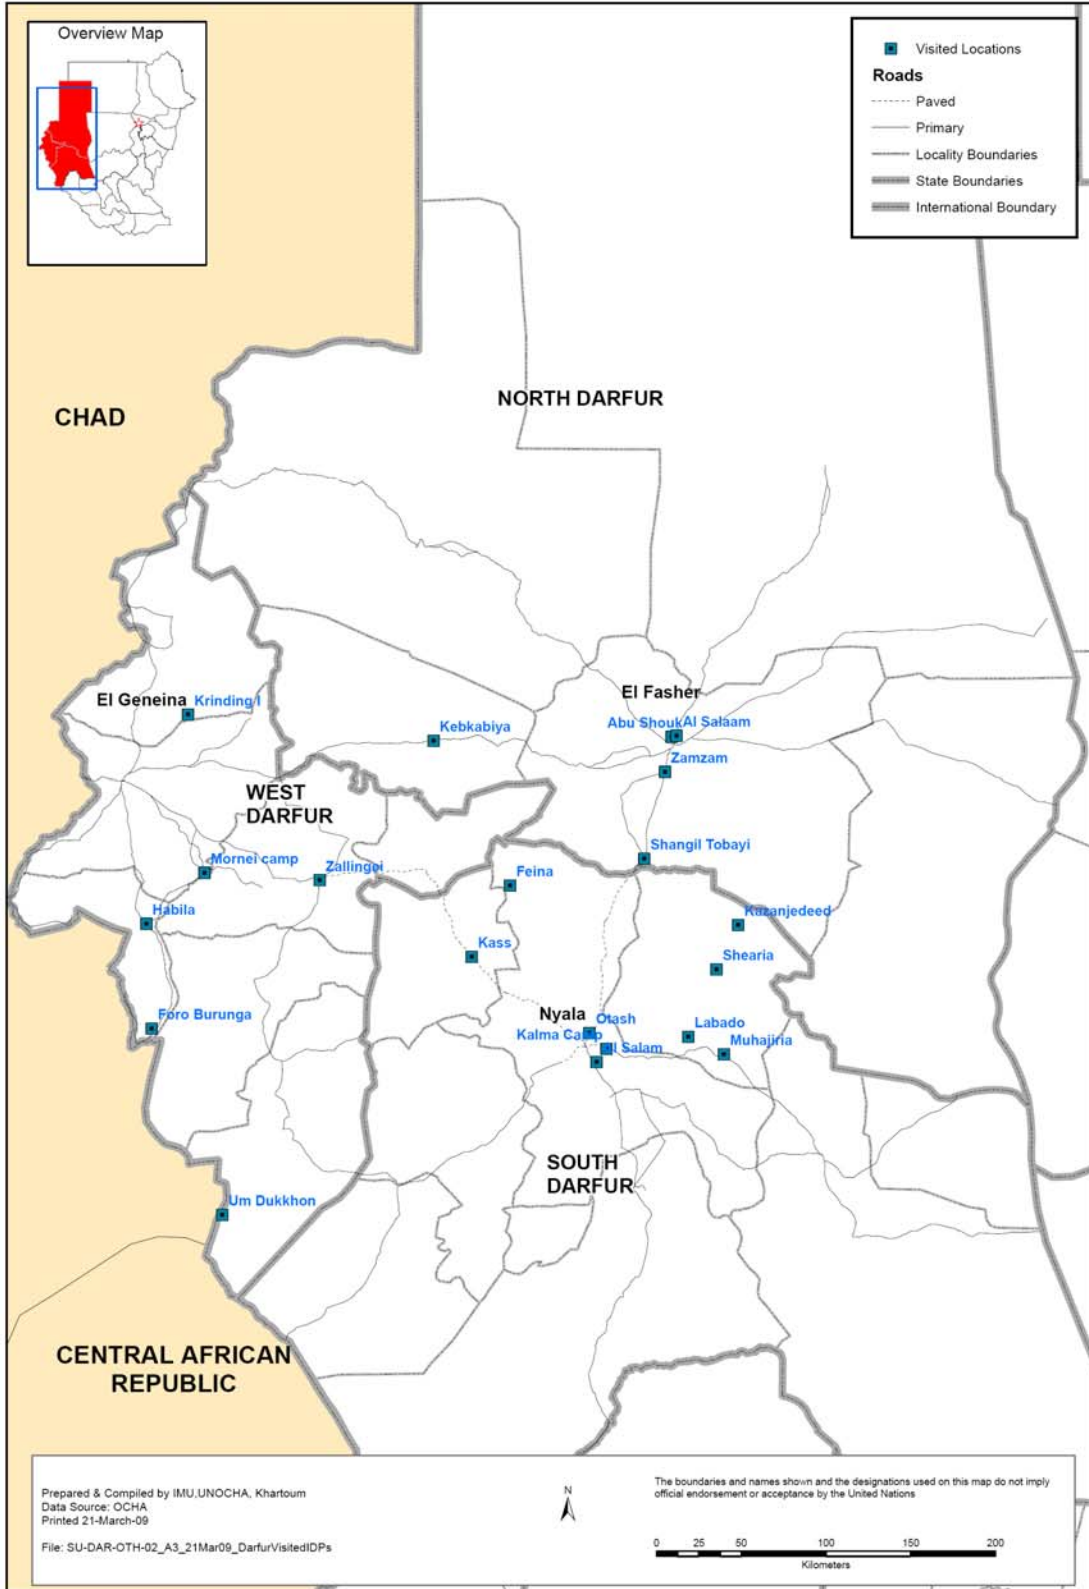 Overview Map
Visited Locations
Roads
Paved
Primary
Locality Boundaries
State Boundaries
International Boundary
NORTH DARFUR
CHAD
El Fasher
El Geneina
Krinding I
Kebkabiya
Abu Shouk
Al Salaam
Zamzam
WEST
DARFUR
Shangil Tobayi
Mornei camp
Zallingei
Feina
Habila
Kazanjedeed
Kass
Shearia
Nyala
Otash
Foro Burunga
Kalma Camp
Al Salam
Labado
Muhajiria
SOUTH
DARFUR
Um Dukkhon
CENTRAL AFRICAN
REPUBLIC
Prepared & Compiled by IMU,UNOCHA, Khartoum
Data Source: OCHA
Printed 21-March-09
File: SU-DAR-OTH-02_A3_21Mar09_DarfurVisitedIDPs
N
The boundaries and names shown and the designations used on this map do not imply
official endorsement or acceptance by the United Nations
0 25 50 100 150 200
Kilometers